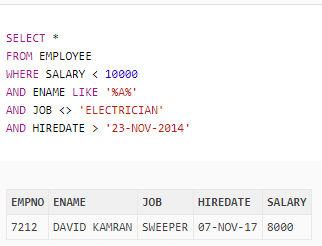 SELECT *
FROM EMPLOYEE
WHERE SALARY < 10000
AND ENAME LIKE '%A%'
AND JOB <> 'ELECTRICIAN'
AND HIREDATE > '23-NOV-2014'
EMPNO ENAME JOB HIREDATE SALARY
7212 DAVID KAMRAN SWEEPER 07-NOV-17 8000